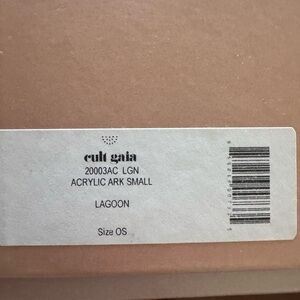 cult gaia
20003AC LGN
ACRYLIC ARK SMALL
LAGOON
Size OS